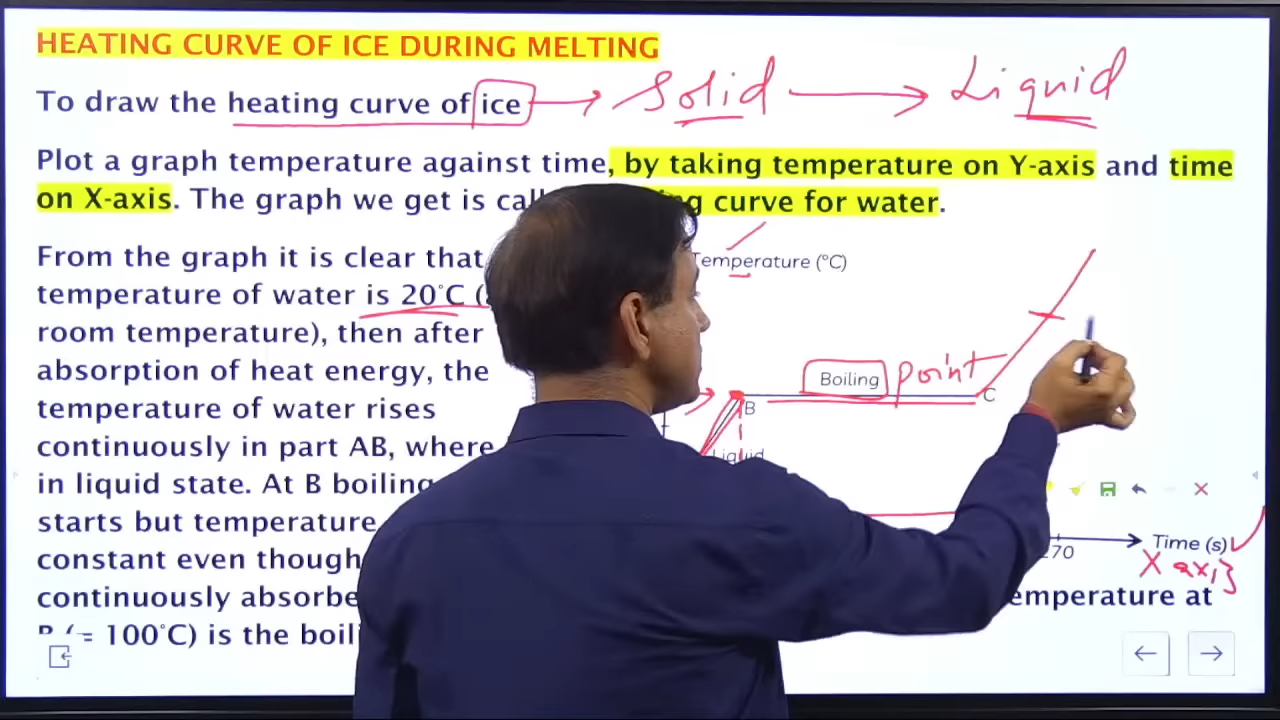 HEATING CURVE OF ICE DURING MELTING
To draw the heating curve of ice → Solid → Liquid
Plot a graph temperature against time, by taking temperature on Y-axis and time
on X-axis. The graph we get is curve for water.
From the graph it is clear that
temperature of water is 20°C (
room temperature), then after
absorption of heat energy, the
temperature of water rises
continuously in part AB, where
in liquid state. At B boiling
starts but temperature
constant even though
continuously absorbe temperature at
(= 100°C) is the
Temperature (°C)
Boiling point
B
C
Liquid
Time (s)
X axis